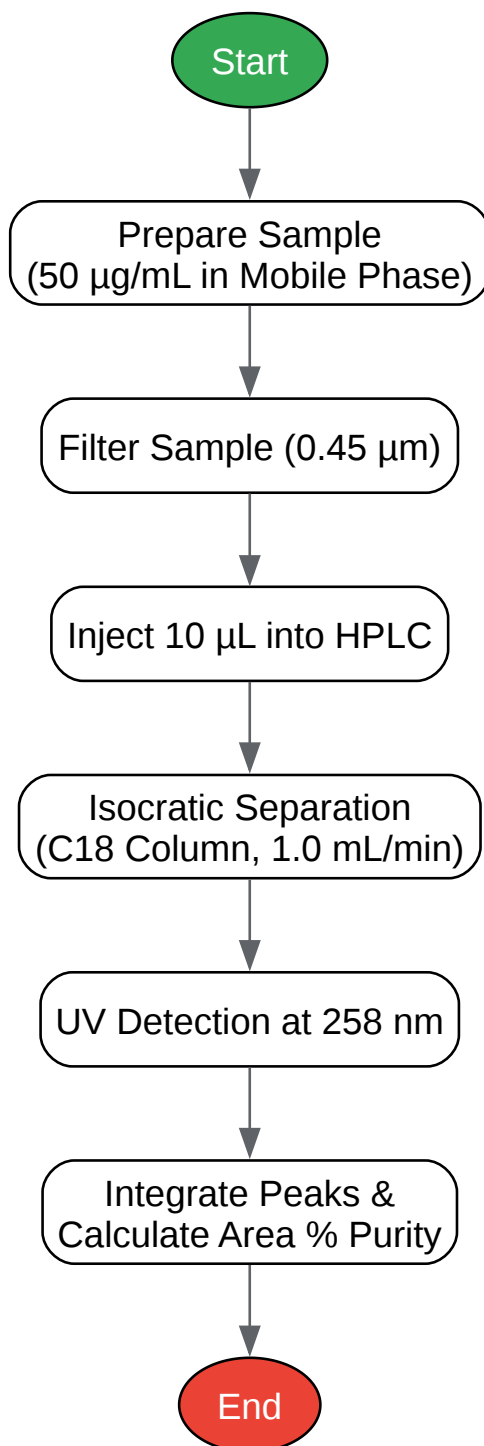 Start
Prepare Sample
(50 µg/mL in Mobile Phase)
Filter Sample (0.45 µm)
Inject 10 µL into HPLC
Isocratic Separation
(C18 Column, 1.0 mL/min)
UV Detection at 258 nm
Integrate Peaks &
Calculate Area % Purity
End